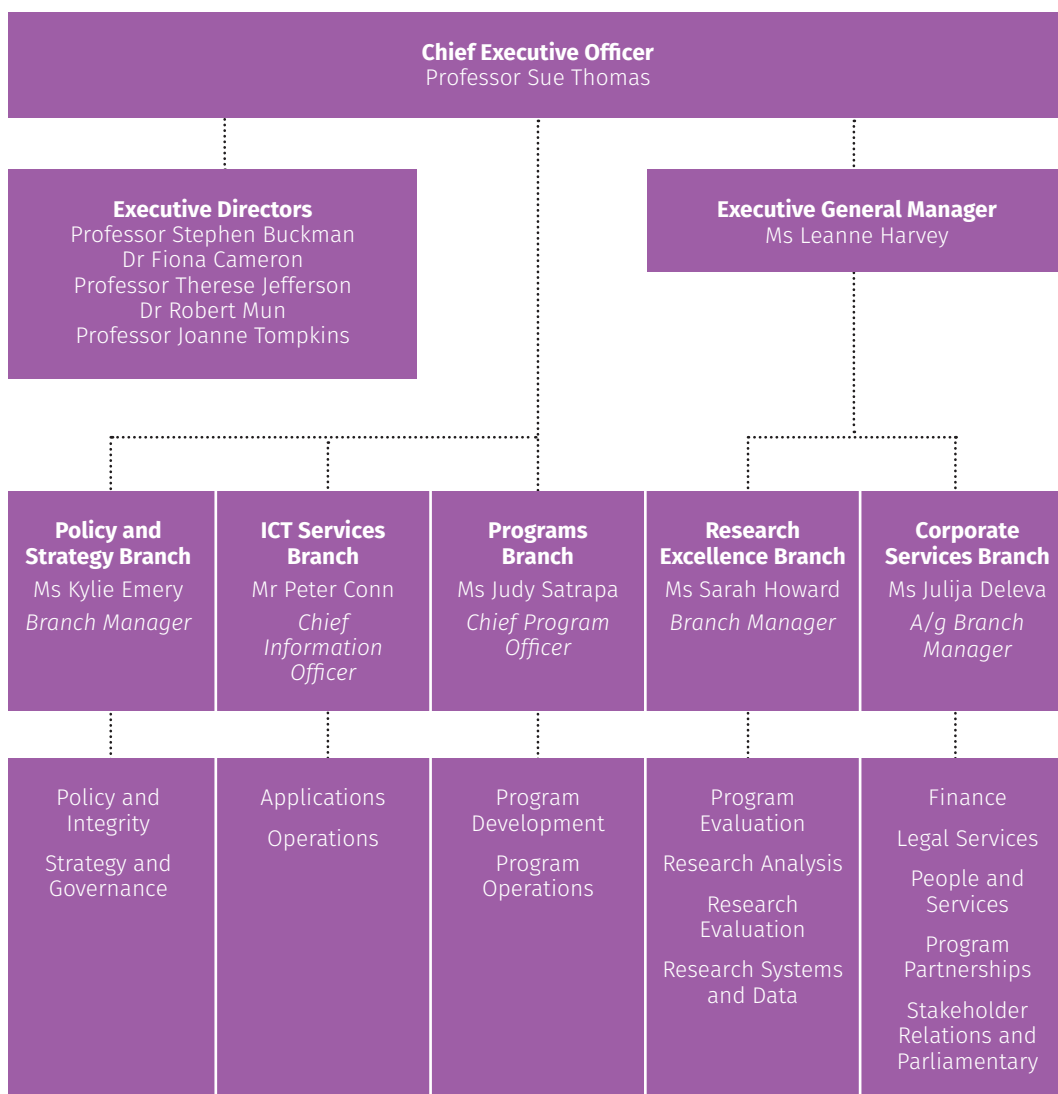 Chief Executive Officer
Professor Sue Thomas
Executive Directors
Professor Stephen Buckman
Dr Fiona Cameron
Professor Therese Jefferson
Dr Robert Mun
Professor Joanne Tompkins
Executive General Manager
Ms Leanne Harvey
Policy and
Strategy Branch
Ms Kylie Emery
Branch Manager
ICT Services
Branch
Mr Peter Conn
Chief
Information
Officer
Programs
Branch
Ms Judy Satrapa
Chief Program
Officer
Research
Excellence Branch
Ms Sarah Howard
Branch Manager
Corporate
Services Branch
Ms Julija Deleva
A/g Branch
Manager
Policy and
Integrity
Strategy and
Governance
Applications
Operations
Program
Development
Program
Operations
Program
Evaluation
Research Analysis
Research
Evaluation
Research Systems
and Data
Finance
Legal Services
People and
Services
Program
Partnerships
Stakeholder
Relations and
Parliamentary